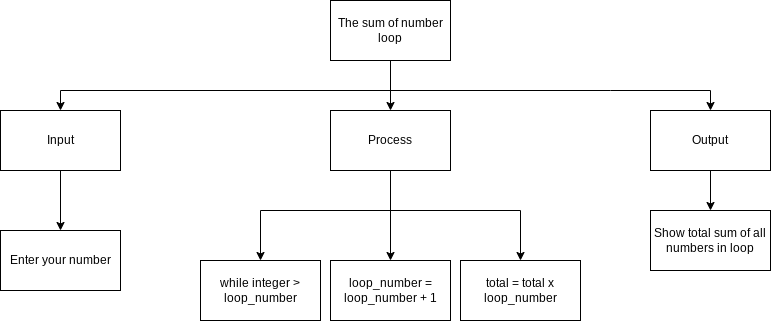 The sum of number
loop
Input
Process
Output
Enter your number
while integer >
loop_number
loop_number =
loop_number + 1
total = total x
loop_number
Show total sum of all
numbers in loop